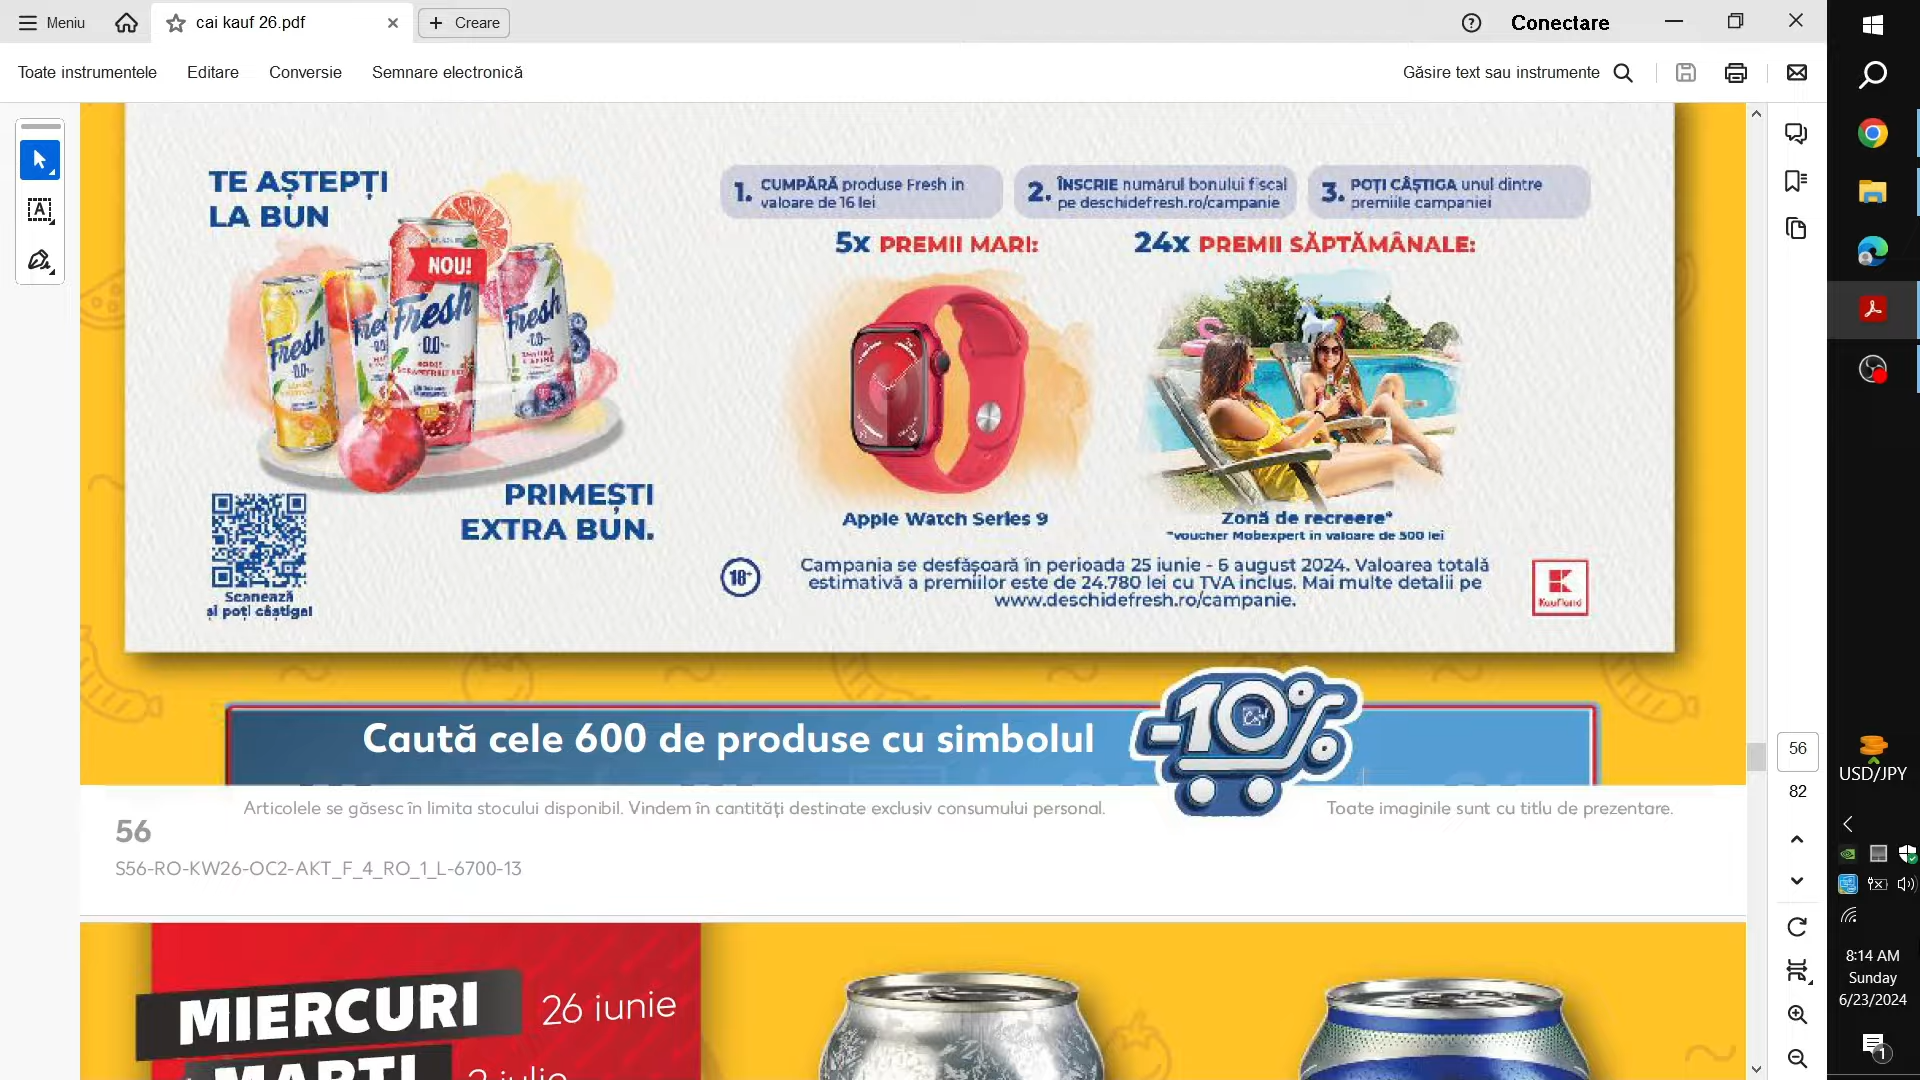 Meniu
cai kauf 26.pdf
Creare
Conectare
Toate instrumentele
Editare
Conversie
Semnare electronică
Găsire text sau instrumente
TE AȘTEPȚI
LA BUN
NOU!
Fresh
Fresh
Fresh
0.0
PRIMEȘTI
EXTRA BUN.
Scanează
și poți câștiga!
1. CUMPĂRĂ produse Fresh în
valoare de 16 lei
2. ÎNSCRIE numărul bonului fiscal
pe deschidefresh.ro/campanie
3. POȚI CÂȘTIGA unul dintre
premiile campaniei
5X PREMII MARI:
24X PREMII SĂPTĂMÂNALE:
Apple Watch Series 9
Zonă de recreere*
*voucher Mobexpert în valoare de 500 lei
18+
Campania se desfășoară în perioada 25 iunie - 6 august 2024. Valoarea totală
estimativă a premiilor este de 24.780 lei cu TVA inclus. Mai multe detalii pe
www.deschidefresh.ro/campanie.
Kaufland
Caută cele 600 de produse cu simbolul
-10%
Articolele se găsesc în limita stocului disponibil. Vindem în cantități destinate exclusiv consumului personal.
Toate imaginile sunt cu titlu de prezentare.
56
S56-RO-KW26-OC2-AKT_F_4_RO_1_L-6700-13
MIERCURI
26 iunie
MARȚI
2 iulie
56
82
USD/JPY
8:14 AM
Sunday
6/23/2024
1